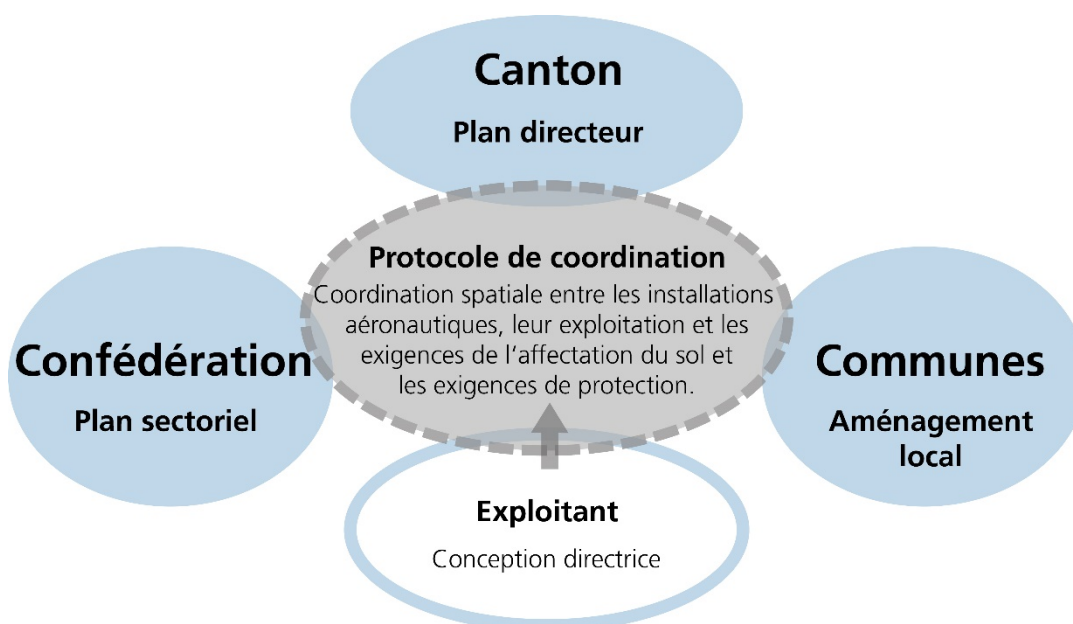 Canton
Plan directeur
Protocole de coordination
Coordination spatiale entre les installations
aéronautiques, leur exploitation et les
exigences de l'affectation du sol et
les exigences de protection.
Confédération
Plan sectoriel
Communes
Aménagement
local
Exploitant
Conception directrice